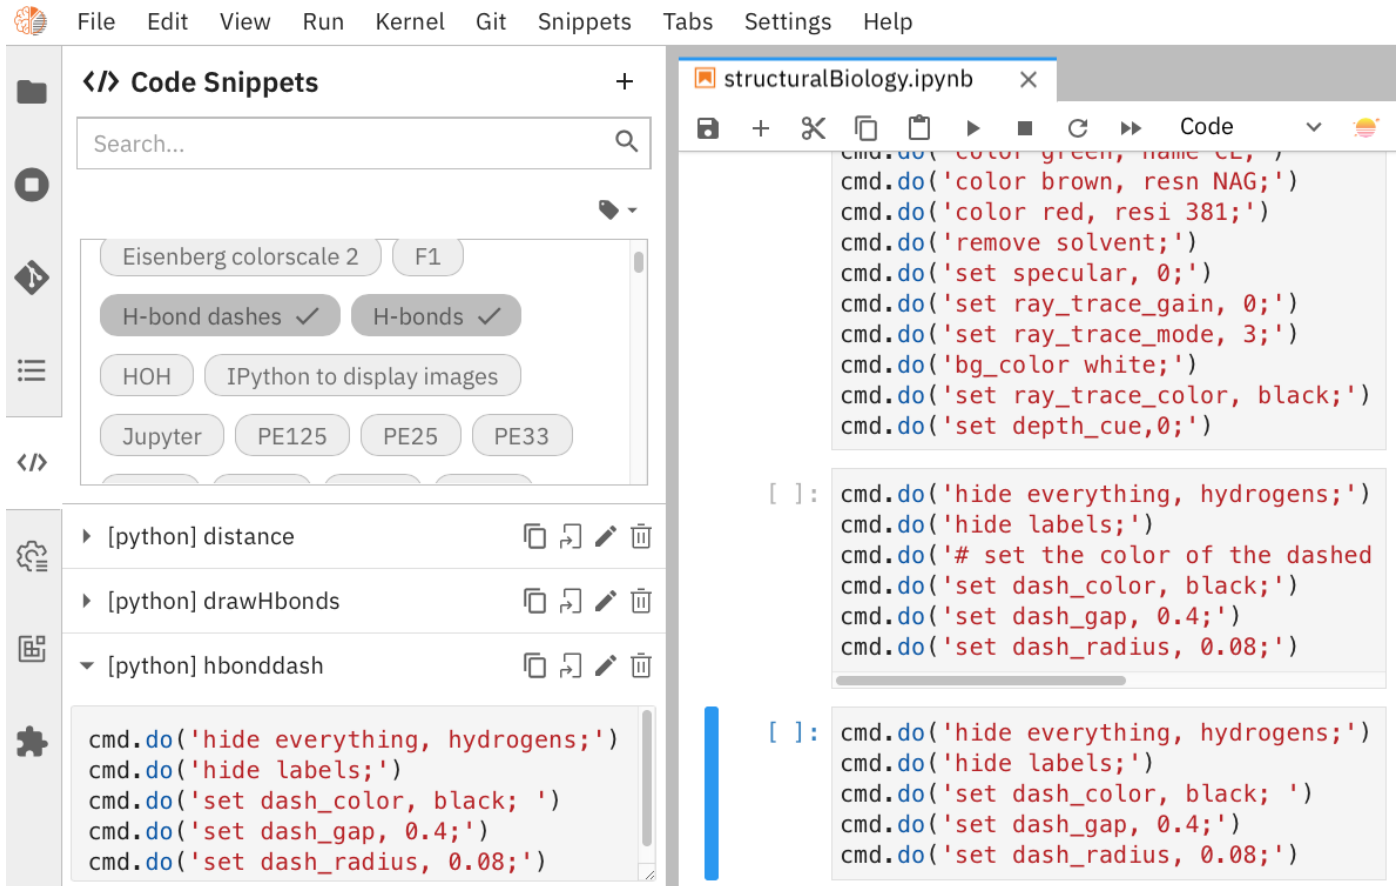 File Edit View Run Kernel Git Snippets Tabs Settings Help
</> Code Snippets +
Search...
Eisenberg colorscale 2 F1
H-bond dashes ✓ H-bonds ✓
HOH IPython to display images
Jupyter PE125 PE25 PE33
[python] distance
[python] drawHbonds
[python] hbonddash
cmd.do('hide everything, hydrogens;')
cmd.do('hide labels;')
cmd.do('set dash_color, black; ')
cmd.do('set dash_gap, 0.4;')
cmd.do('set dash_radius, 0.08;')
structuralBiology.ipynb
Code
cmd.do('color green, name CL, ')
cmd.do('color brown, resn NAG;')
cmd.do('color red, resi 381;')
cmd.do('remove solvent;')
cmd.do('set specular, 0;')
cmd.do('set ray_trace_gain, 0;')
cmd.do('set ray_trace_mode, 3;')
cmd.do('bg_color white;')
cmd.do('set ray_trace_color, black;')
cmd.do('set depth_cue,0;')
[ ]: cmd.do('hide everything, hydrogens;')
cmd.do('hide labels;')
cmd.do('# set the color of the dashed
cmd.do('set dash_color, black;')
cmd.do('set dash_gap, 0.4;')
cmd.do('set dash_radius, 0.08;')
[ ]: cmd.do('hide everything, hydrogens;')
cmd.do('hide labels;')
cmd.do('set dash_color, black; ')
cmd.do('set dash_gap, 0.4;')
cmd.do('set dash_radius, 0.08;')